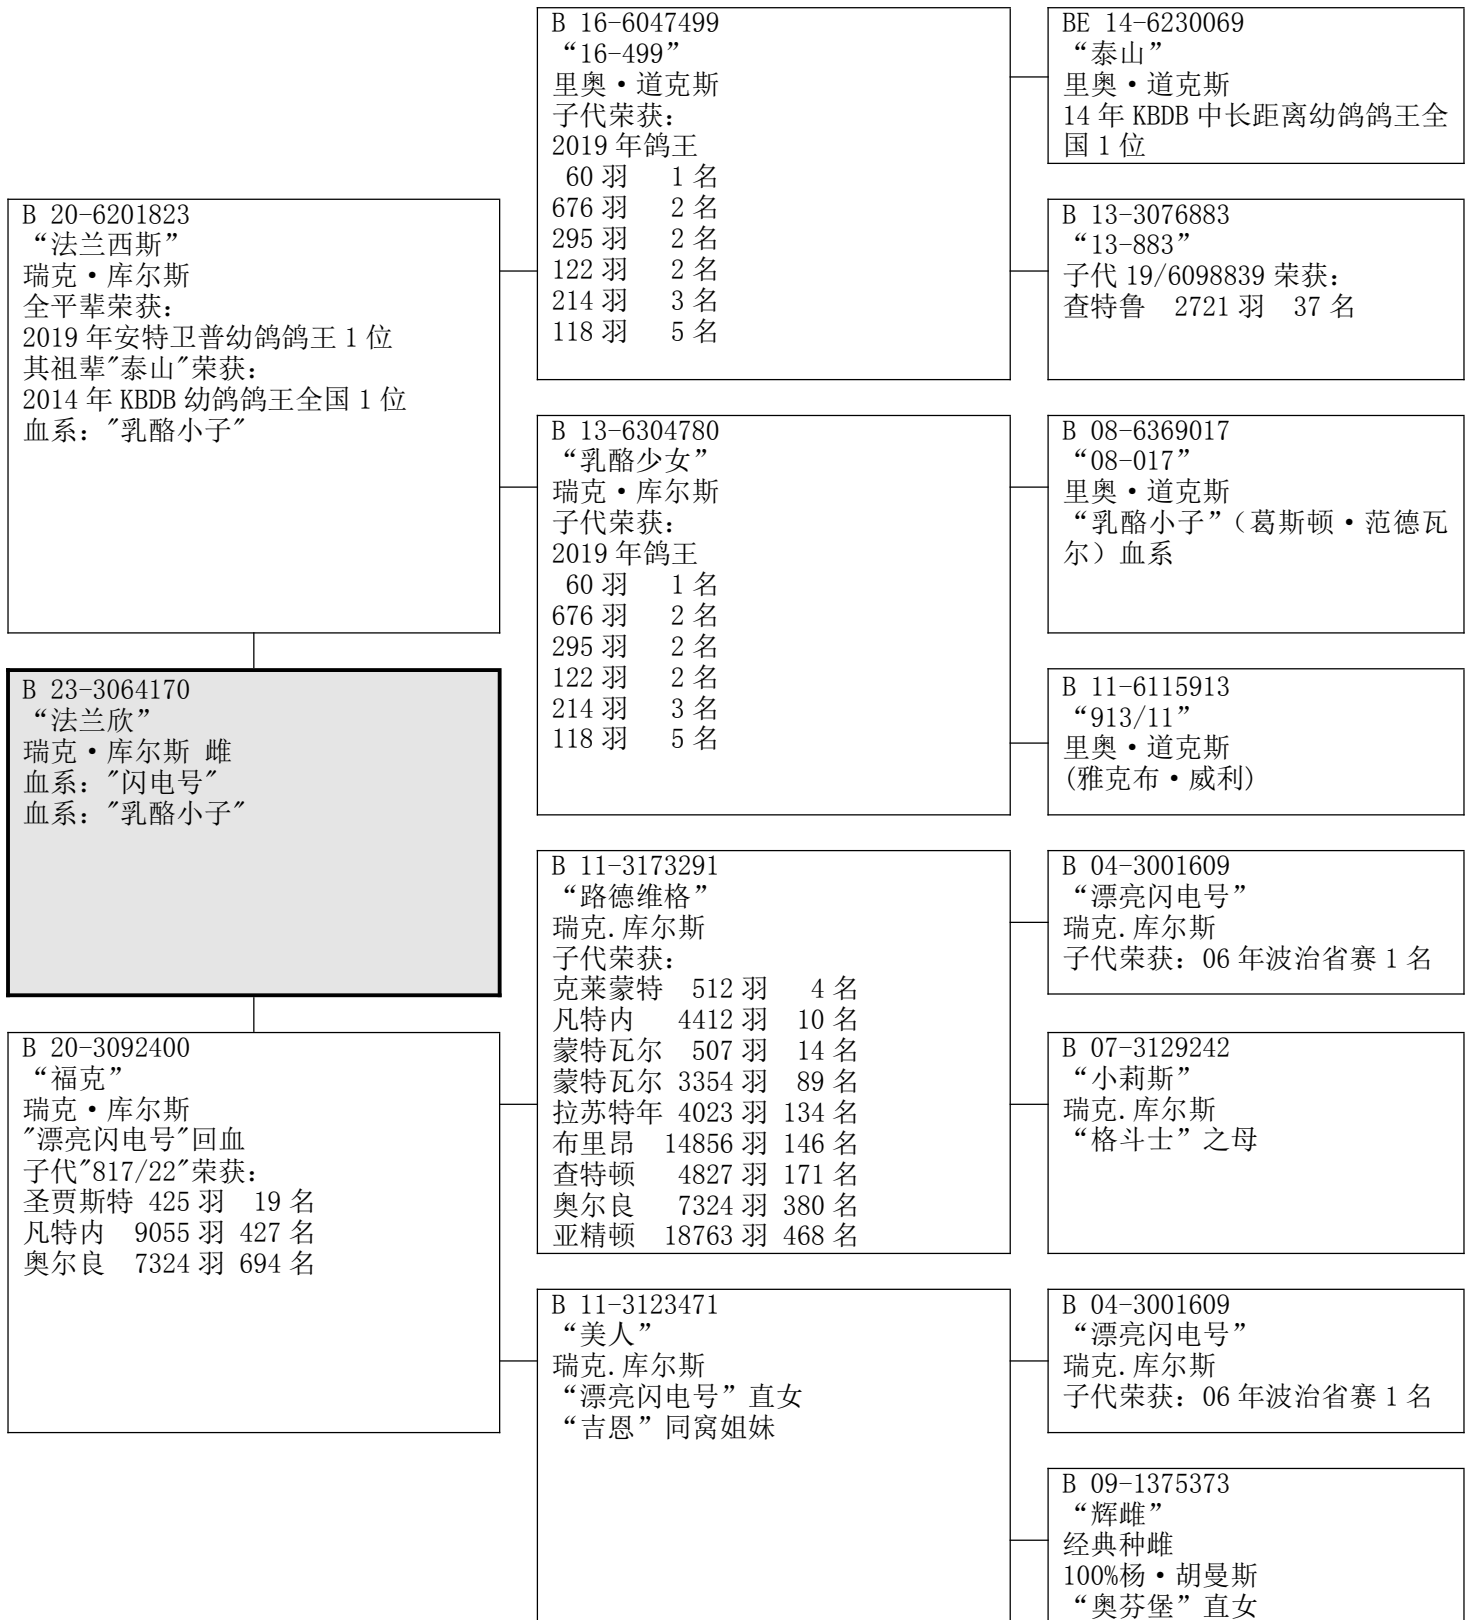 B 20-6201823
“法兰西斯”
瑞克·库尔斯
全平辈荣获：
2019 年安特卫普幼鸽鸽王 1 位
其祖辈"泰山"荣获：
2014 年 KBDB 幼鸽鸽王全国 1 位
血系："乳酪小子"
B 23-3064170
“法兰欣”
瑞克·库尔斯 雌
血系："闪电号"
血系："乳酪小子"
B 20-3092400
“福克”
瑞克·库尔斯
"漂亮闪电号"回血
子代"817/22"荣获：
圣贾斯特 425 羽 19 名
凡特内 9055 羽 427 名
奥尔良 7324 羽 694 名
B 16-6047499
“16-499”
里奥·道克斯
子代荣获：
2019 年鸽王
60 羽 1 名
676 羽 2 名
295 羽 2 名
122 羽 2 名
214 羽 3 名
118 羽 5 名
B 13-6304780
“乳酪少女”
瑞克·库尔斯
子代荣获：
2019 年鸽王
60 羽 1 名
676 羽 2 名
295 羽 2 名
122 羽 2 名
214 羽 3 名
118 羽 5 名
B 11-3173291
“路德维格”
瑞克.库尔斯
子代荣获：
克莱蒙特 512 羽 4 名
凡特内 4412 羽 10 名
蒙特瓦尔 507 羽 14 名
蒙特瓦尔 3354 羽 89 名
拉苏特年 4023 羽 134 名
布里昂 14856 羽 146 名
查特顿 4827 羽 171 名
奥尔良 7324 羽 380 名
亚精顿 18763 羽 468 名
B 11-3123471
“美人”
瑞克.库尔斯
“漂亮闪电号”直女
“吉恩”同窝姐妹
BE 14-6230069
“泰山”
里奥·道克斯
14 年 KBDB 中长距离幼鸽鸽王全
国 1 位
B 13-3076883
“13-883”
子代 19/6098839 荣获：
查特鲁 2721 羽 37 名
B 08-6369017
“08-017”
里奥·道克斯
“乳酪小子”（葛斯顿·范德瓦
尔）血系
B 11-6115913
“913/11”
里奥·道克斯
(雅克布·威利)
B 04-3001609
“漂亮闪电号”
瑞克.库尔斯
子代荣获：06 年波治省赛 1 名
B 07-3129242
“小莉斯”
瑞克.库尔斯
“格斗士”之母
B 04-3001609
“漂亮闪电号”
瑞克.库尔斯
子代荣获：06 年波治省赛 1 名
B 09-1375373
“辉雌”
经典种雌
100%杨·胡曼斯
“奥芬堡”直女